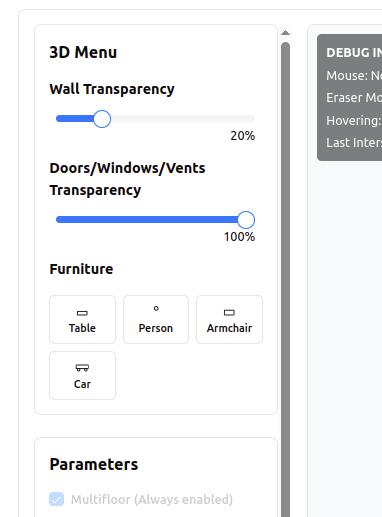 3D Menu
Wall Transparency
20%
Doors/Windows/Vents
Transparency
100%
Furniture
Table
Person
Armchair
Car
Parameters
Multifloor (Always enabled)
DEBUG IN
Mouse: No
Eraser Mo
Hovering:
Last Inters